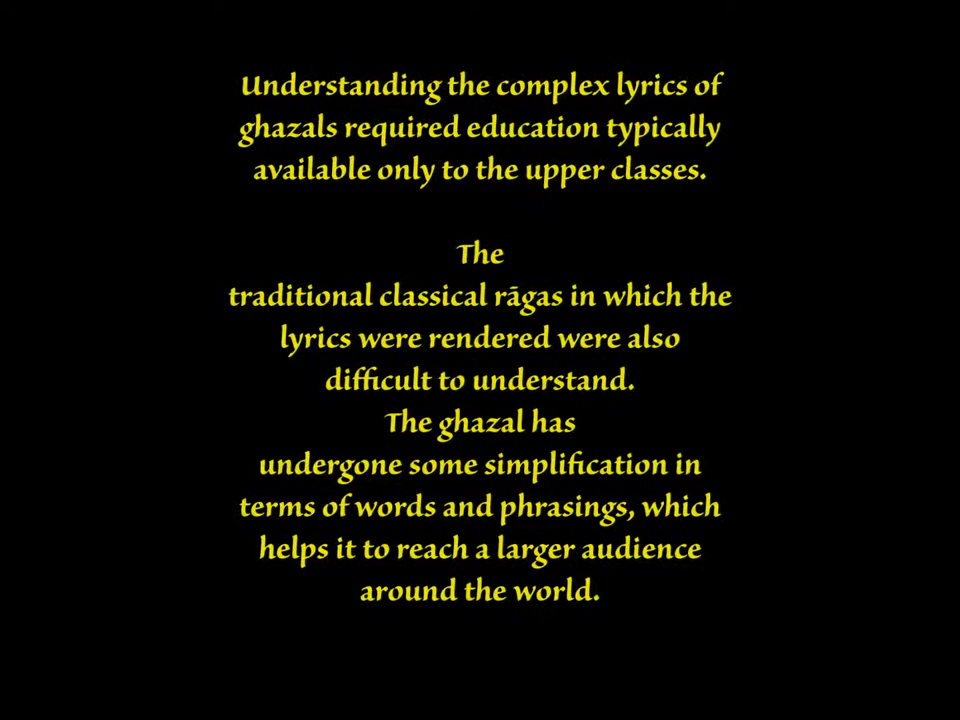 Understanding the complex lyrics of
ghazals required education typically
available only to the upper classes.
The
traditional classical rāgas in which the
lyrics were rendered were also
difficult to understand.
The ghazal has
undergone some simplification in
terms of words and phrasings, which
helps it to reach a larger audience
around the world.